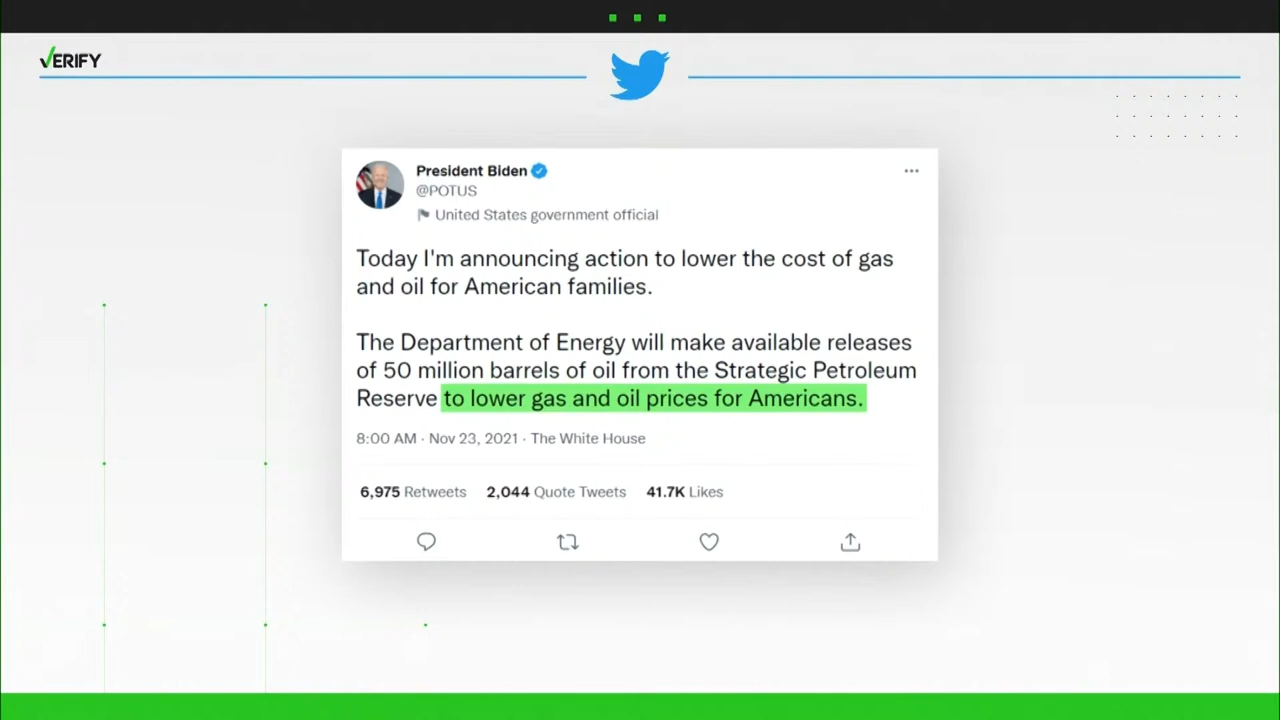 VERIFY
President Biden
@POTUS
United States government official
Today I'm announcing action to lower the cost of gas
and oil for American families.
The Department of Energy will make available releases
of 50 million barrels of oil from the Strategic Petroleum
Reserve to lower gas and oil prices for Americans.
8:00 AM · Nov 23, 2021 · The White House
6,975 Retweets 2,044 Quote Tweets 41.7K Likes